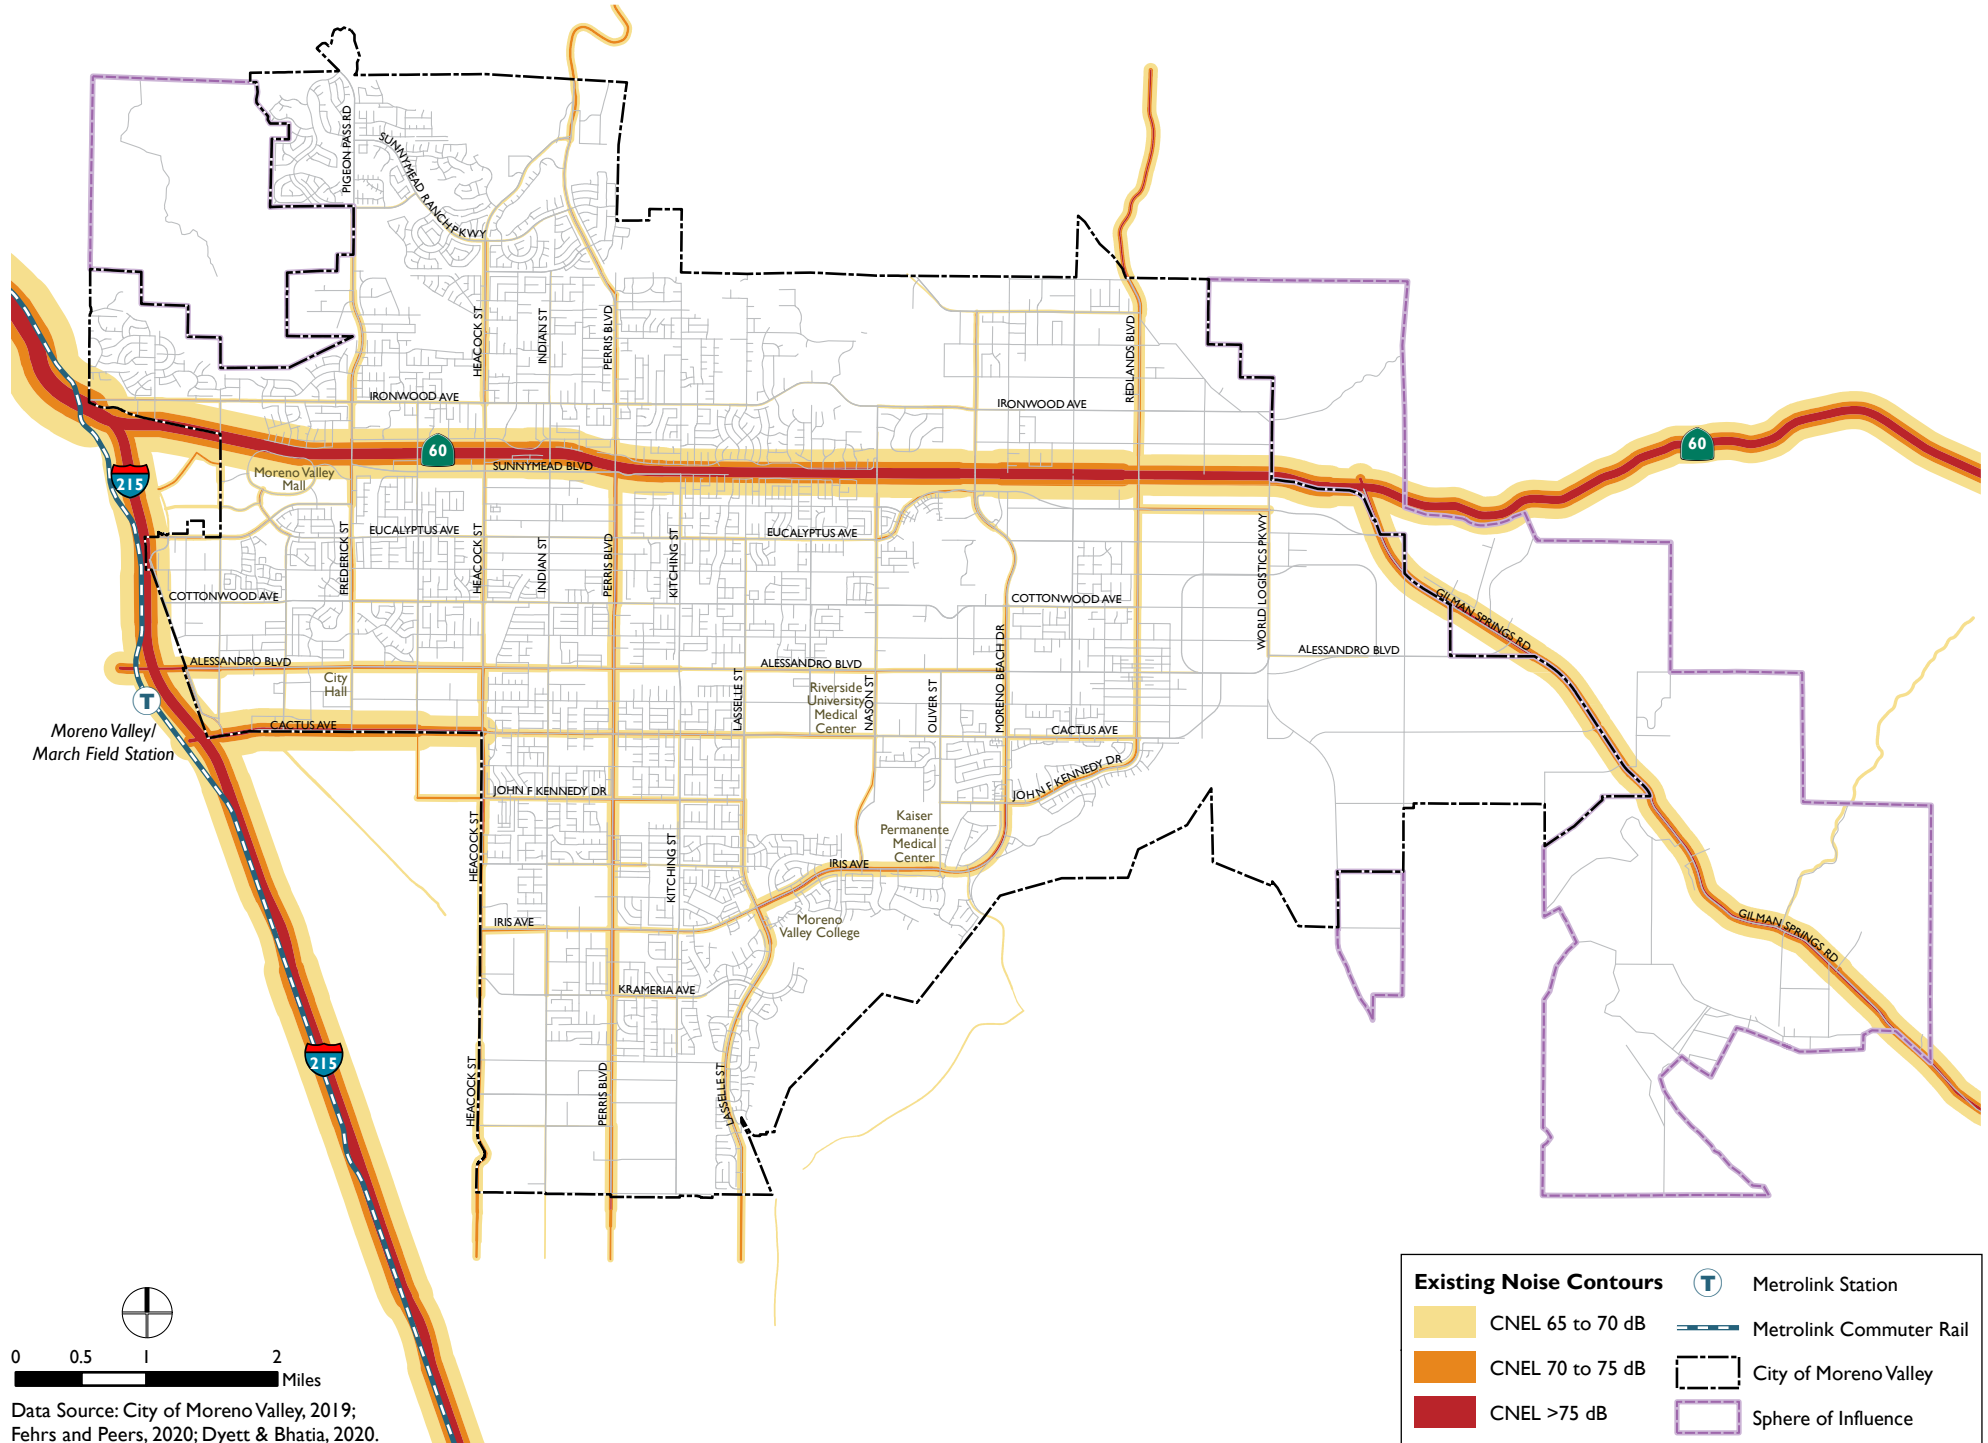 PIGEON PASS RD
SUNNYMEAD RANCH PKWY
HEACOCK ST
INDIAN ST
PERRIS BLVD
REDLANDS BLVD
IRONWOOD AVE
IRONWOOD AVE
60
60
SUNNYMEAD BLVD
Moreno Valley
Mall
215
FREDERICK ST
EUCALYPTUS AVE
HEACOCK ST
INDIAN ST
PERRIS BLVD
KITCHING ST
EUCALYPTUS AVE
WORLD LOGISTICS PKWY
COTTONWOOD AVE
COTTONWOOD AVE
GILMAN SPRINGS RD
ALESSANDRO BLVD
ALESSANDRO BLVD
ALESSANDRO BLVD
City
Hall
LASSELLE ST
Riverside
University
Medical
Center
NASON ST
OLIVER ST
MORENO BEACH DR
T
Moreno Valley/
March Field Station
CACTUS AVE
CACTUS AVE
JOHN F KENNEDY DR
JOHN F KENNEDY DR
HEACOCK ST
KITCHING ST
Kaiser
Permanente
Medical
Center
IRIS AVE
IRIS AVE
Moreno
Valley College
GILMAN SPRINGS RD
KRAMERIA AVE
215
HEACOCK ST
PERRIS BLVD
LASSELLE ST
0 0.5 1 2
Miles
Data Source: City of Moreno Valley, 2019;
Fehrs and Peers, 2020; Dyett & Bhatia, 2020.
Existing Noise Contours
CNEL 65 to 70 dB
CNEL 70 to 75 dB
CNEL >75 dB
T
Metrolink Station
Metrolink Commuter Rail
City of Moreno Valley
Sphere of Influence